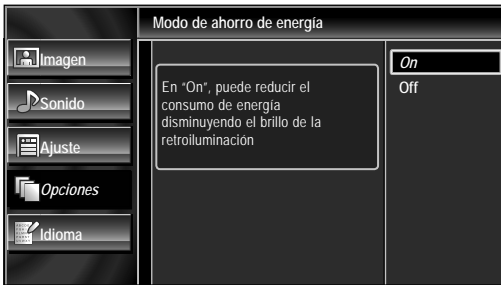 Modo de ahorro de energía
Imagen
Sonido
Ajuste
Opciones
Idioma
En "On", puede reducir el
consumo de energía
disminuyendo el brillo de la
retroiluminación
On
Off